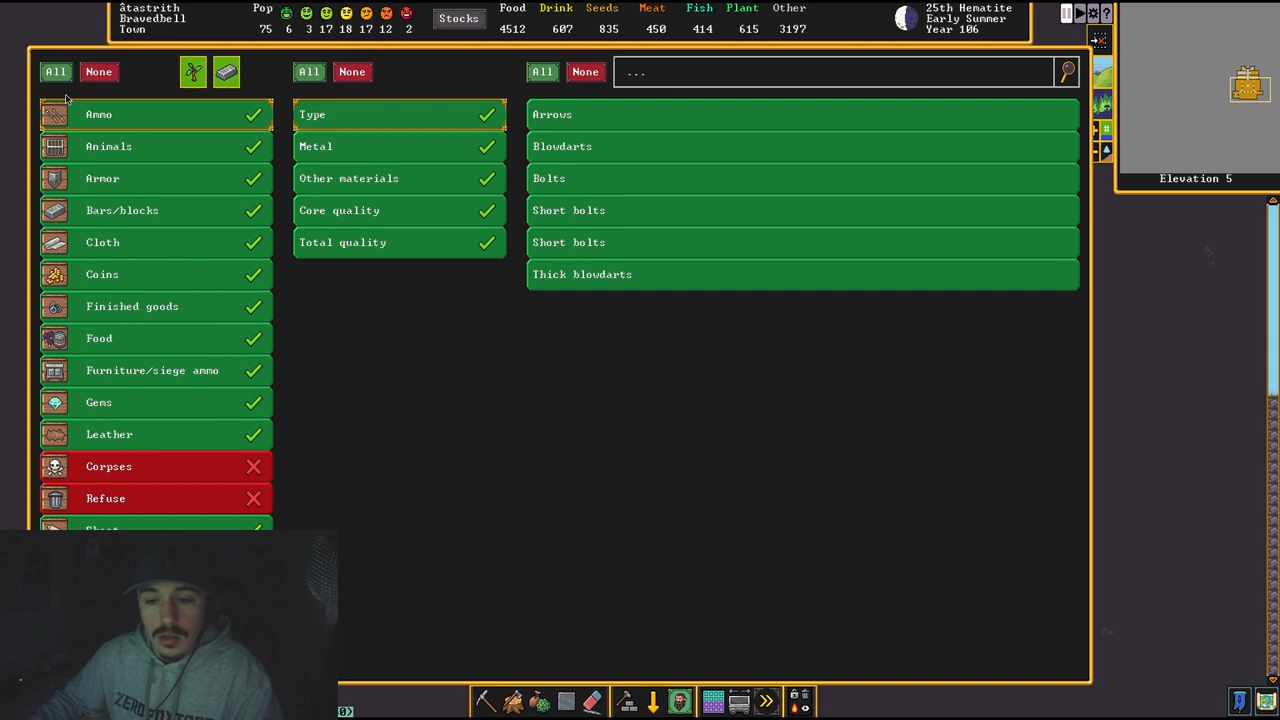 âtastrith
Bravedbell
Town
Pop
75 6 3 17 18 17 12 2
Stocks
Food Drink Seeds Meat Fish Plant Other
4512 607 835 450 414 615 3197
25th Hematite
Early Summer
Year 106
Elevation 5
All None
All None
All None ...
Ammo
Animals
Armor
Bars/blocks
Cloth
Coins
Finished goods
Food
Furniture/siege ammo
Gems
Leather
Corpses
Refuse
Type
Metal
Other materials
Core quality
Total quality
Arrows
Blowdarts
Bolts
Short bolts
Short bolts
Thick blowdarts